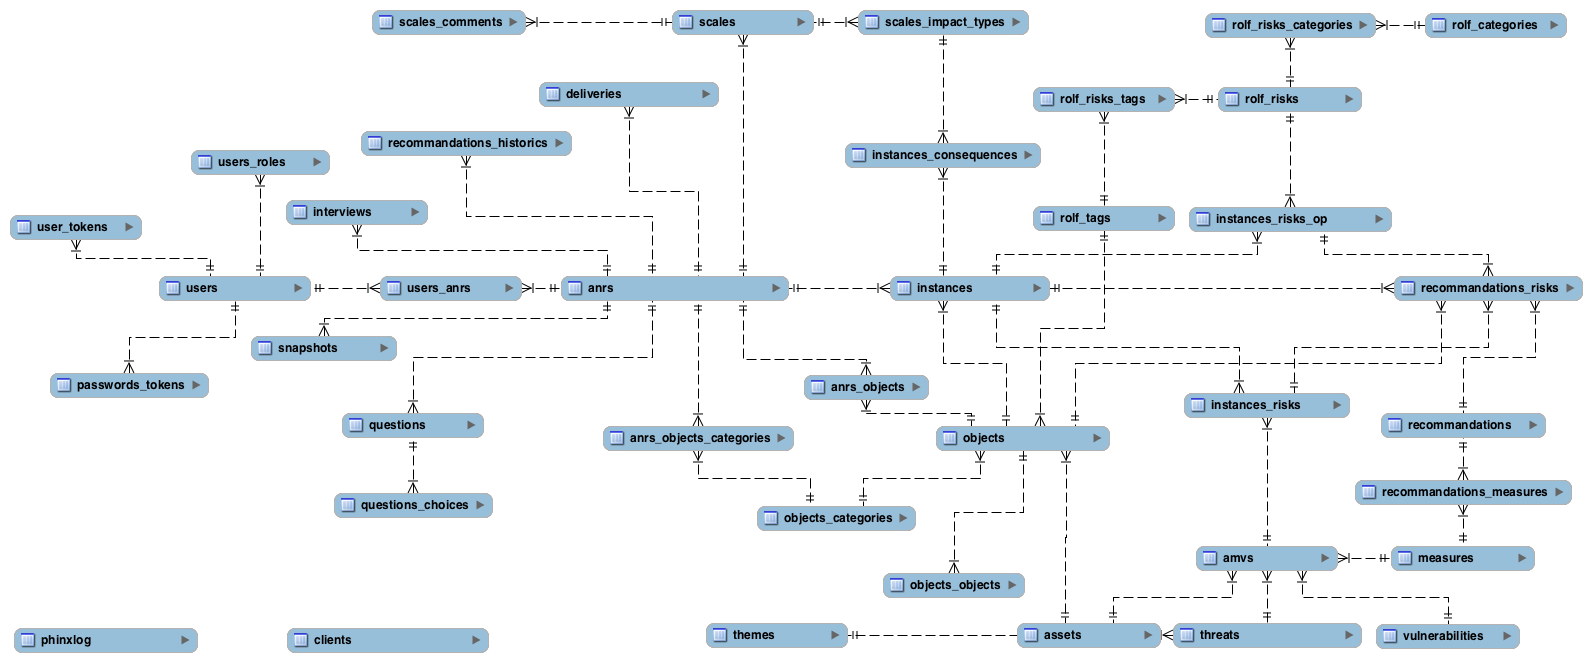 scales_comments
scales
scales_impact_types
rolf_risks_categories
rolf_categories
deliveries
rolf_risks_tags
rolf_risks
recommandations_historics
instances_consequences
users_roles
interviews
rolf_tags
instances_risks_op
user_tokens
users
users_anrs
anrs
instances
recommandations_risks
snapshots
passwords_tokens
anrs_objects
instances_risks
questions
recommandations
anrs_objects_categories
objects
recommandations_measures
questions_choices
objects_categories
amvs
measures
objects_objects
phinxlog
clients
themes
assets
threats
vulnerabilities